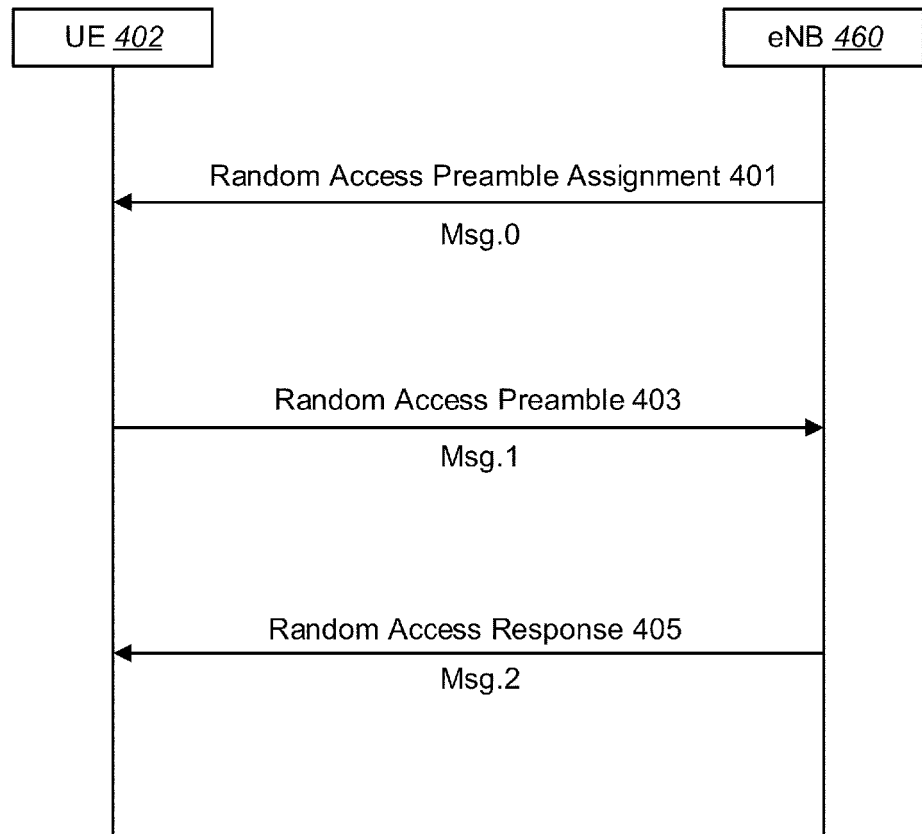 UE 402
eNB 460
Random Access Preamble Assignment 401
Msg.0
Random Access Preamble 403
Msg.1
Random Access Response 405
Msg.2